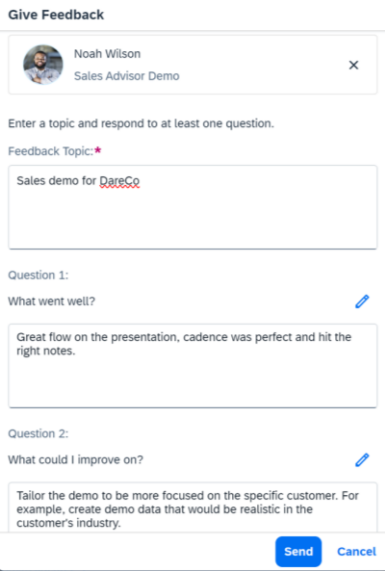 Give Feedback
Noah Wilson
Sales Advisor Demo
Enter a topic and respond to at least one question.
Feedback Topic:*
Sales demo for DareCo
Question 1:
What went well?
Great flow on the presentation, cadence was perfect and hit the
right notes.
Question 2:
What could I improve on?
Tailor the demo to be more focused on the specific customer. For
example, create demo data that would be realistic in the
customer's industry.
Send Cancel